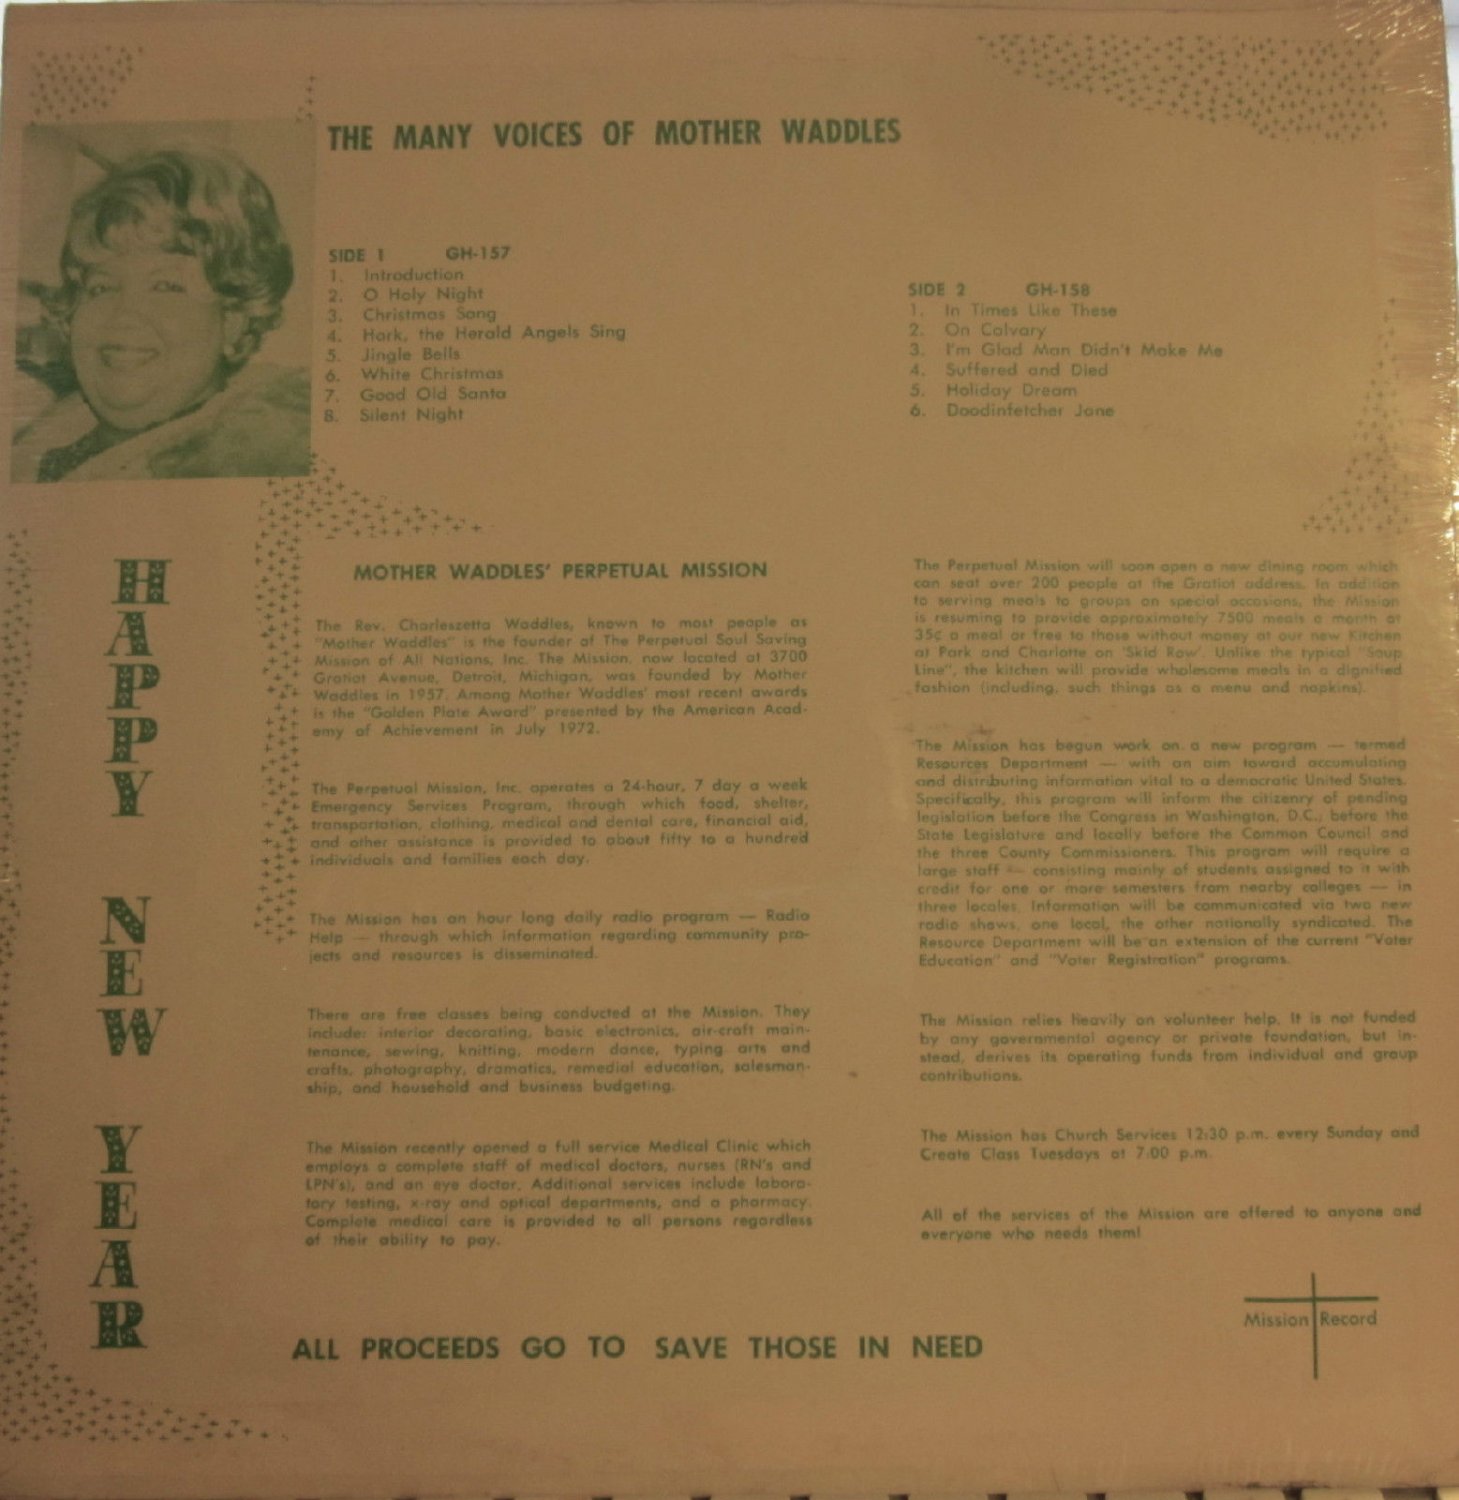 THE MANY VOICES OF MOTHER WADDLES
SIDE 1 GH-157
1. Introduction
2. O Holy Night
3. Christmas Song
4. Hark, the Herald Angels Sing
5. Jingle Bells
6. White Christmas
7. Good Old Santa
8. Silent Night
SIDE 2 GH-158
1. In Times Like These
2. On Calvary
3. I'm Glad Man Didn't Make Me
4. Suffered and Died
5. Holiday Dream
6. Doodinfetcher Jone
HAPPY
NEW
YEAR
MOTHER WADDLES' PERPETUAL MISSION
The Rev. Charleszetta Waddles, known to most people as
"Mother Waddles" is the founder of The Perpetual Soul Saving
Mission of All Nations, Inc. The Mission, now located at 3700
Gratiot Avenue, Detroit, Michigan, was founded by Mother
Waddles in 1957. Among Mother Waddles' most recent awards
is the "Golden Plate Award" presented by the American Acad-
emy of Achievement in July 1972.
The Perpetual Mission, Inc. operates a 24-hour, 7 day a week
Emergency Services Program, through which food, shelter,
transportation, clothing, medical and dental care, financial aid,
and other assistance is provided to about fifty to a hundred
individuals and families each day.
The Mission has an hour long daily radio program — Radio
Help — through which information regarding community pro-
jects and resources is disseminated.
There are free classes being conducted at the Mission. They
include: interior decorating, basic electronics, air-craft main-
tenance, sewing, knitting, modern dance, typing arts and
crafts, photography, dramatics, remedial education, salesman-
ship, and household and business budgeting.
The Mission recently opened a full service Medical Clinic which
employs a complete staff of medical doctors, nurses (RN's and
LPN's), and an eye doctor. Additional services include labora-
tory testing, x-ray and optical departments, and a pharmacy.
Complete medical care is provided to all persons regardless
of their ability to pay.
The Perpetual Mission will soon open a new dining room which
can seat over 200 people at the Gratiot address. In addition
to serving meals to groups on special occasions, the Mission
is resuming to provide approximately 7500 meals a month at
35¢ a meal or free to those without money at our new Kitchen
at Park and Charlotte on 'Skid Row'. Unlike the typical "Soup
Line", the kitchen will provide wholesome meals in a dignified
fashion (including, such things as a menu and napkins).
The Mission has begun work on a new program — termed
Resources Department — with an aim toward accumulating
and distributing information vital to a democratic United States.
Specifically, this program will inform the citizenry of pending
legislation before the Congress in Washington, D.C.; before the
State Legislature and locally before the Common Council and
the three County Commissioners. This program will require a
large staff — consisting mainly of students assigned to it with
credit for one or more semesters from nearby colleges — in
three locales. Information will be communicated via two new
radio shows, one local, the other nationally syndicated. The
Resource Department will be an extension of the current "Voter
Education" and "Voter Registration" programs.
The Mission relies heavily on volunteer help. It is not funded
by any governmental agency or private foundation, but in-
stead, derives its operating funds from individual and group
contributions.
The Mission has Church Services 12:30 p.m. every Sunday and
Create Class Tuesdays at 7:00 p.m.
All of the services of the Mission are offered to anyone and
everyone who needs them!
Mission Record
ALL PROCEEDS GO TO SAVE THOSE IN NEED